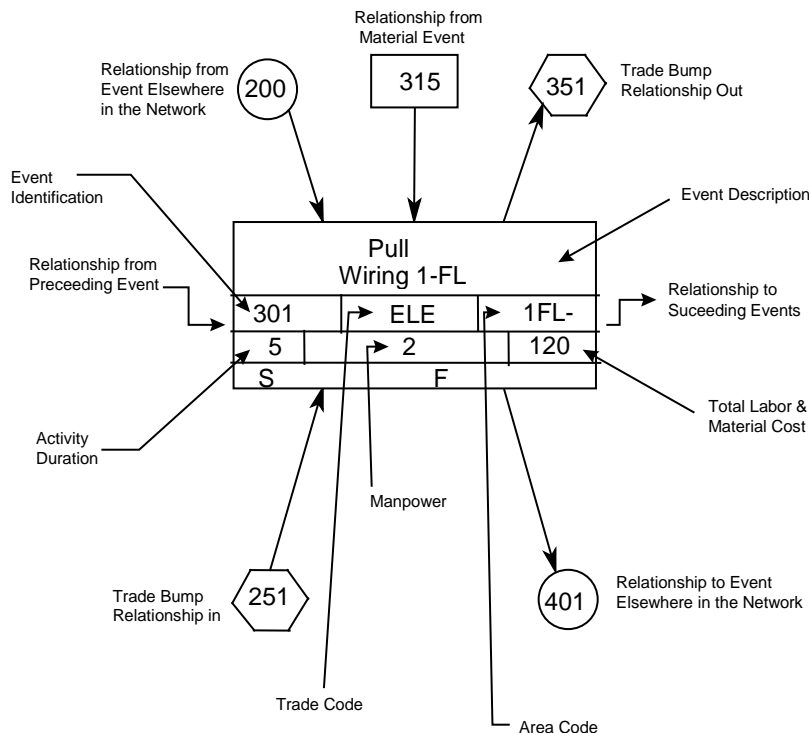 Relationship from
Material Event
Relationship from
Event Elsewhere
in the Network
200
315
351
Trade Bump
Relationship Out
Event
Identification
Event Description
Pull
Wiring 1-FL
Relationship from
Preceeding Event
301
ELE
1FL-
Relationship to
Suceeding Events
5
2
120
S
F
Activity
Duration
Total Labor &
Material Cost
Manpower
Trade Bump
Relationship in
251
401
Relationship to Event
Elsewhere in the Network
Trade Code
Area Code